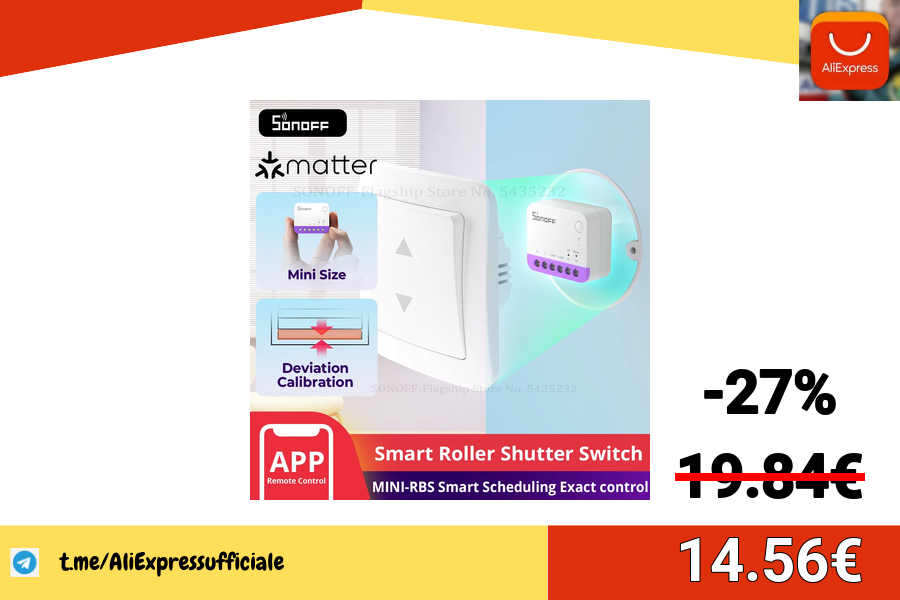 AliExpress
SONOFF
matter
SONOFF-Flagship Store No. 5435232
SONOFF
Mini Size
Deviation
Calibration
SONOFF-Flagship Store No. 5435232
APP
Remote Control
Smart Roller Shutter Switch
MINI-RBS Smart Scheduling Exact control
-27%
19.84€
t.me/AliExpressufficiale
14.56€